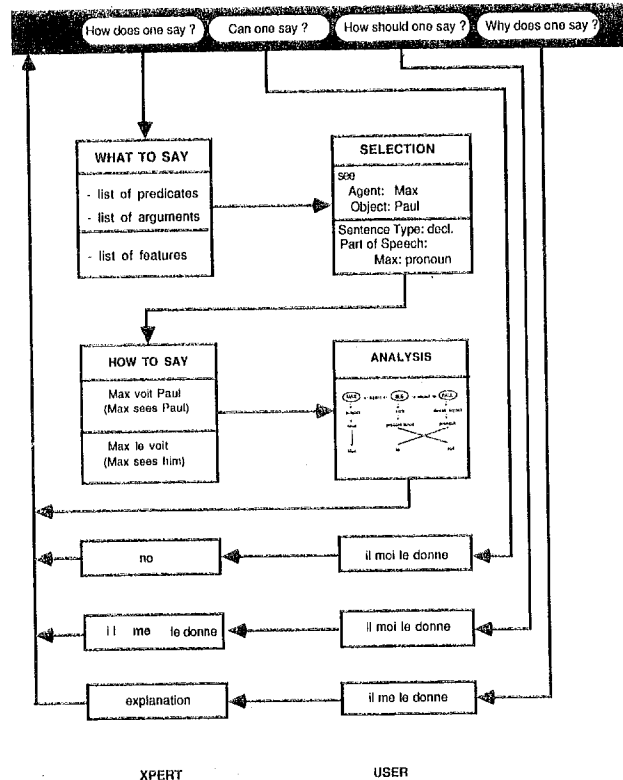 How does one say ?
Can one say ?
How should one say ?
Why does one say ?
WHAT TO SAY
- list of predicates
- list of arguments
- list of features
SELECTION
see
Agent: Max
Object: Paul
Sentence Type: decl.
Part of Speech:
Max: pronoun
HOW TO SAY
Max voit Paul
(Max sees Paul)
Max le voit
(Max sees him)
ANALYSIS
MAX
PAUL
no
il moi le donne
il me le donne
il moi le donne
explanation
il me le donne
XPERT
USER